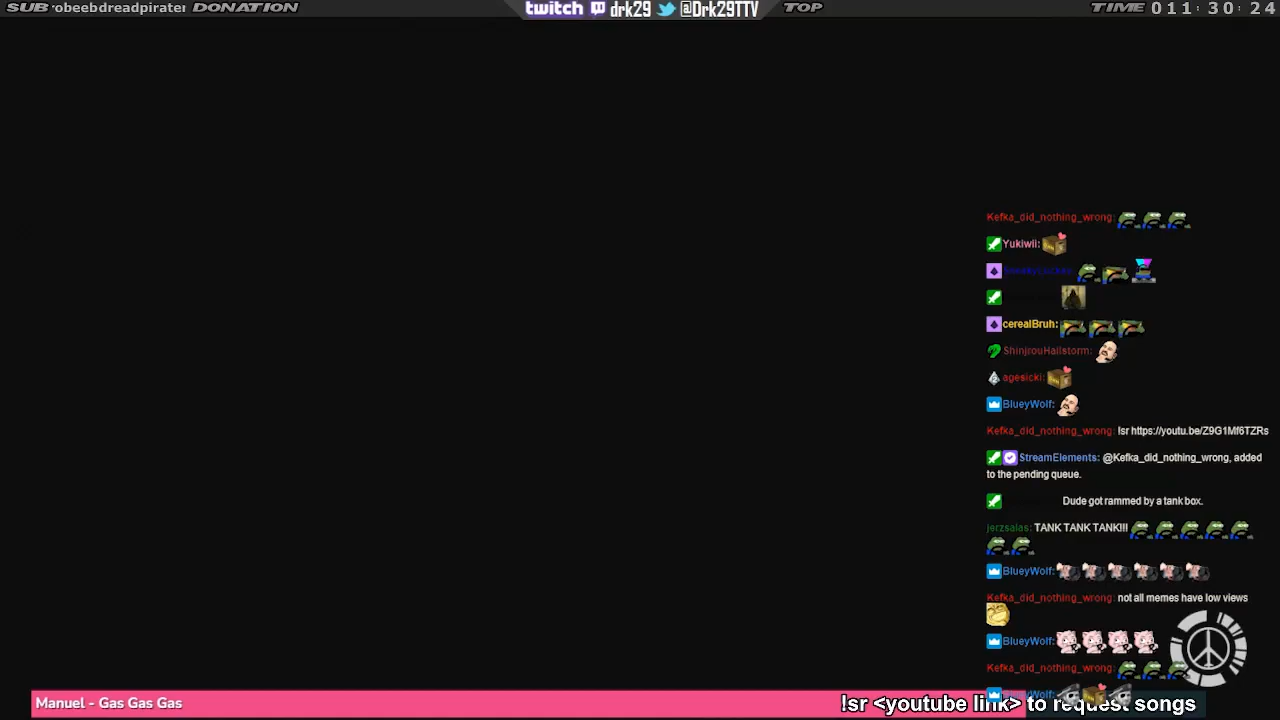 SUB obeebdreadpirater DONATION
twitch drk29 @Drk29TTV
TOP
TIME 011:30:24
Kefka_did_nothing_wrong:
Yukiwii:
cerealBruh:
ShinjrouHailstorm:
agesicki:
BlueyWolf:
Kefka_did_nothing_wrong: !sr https://youtu.be/Z9G1Mf6TZRs
StreamElements: @Kefka_did_nothing_wrong, added
to the pending queue.
Dude got rammed by a tank box.
jerzsalas: TANK TANK TANK!!!
BlueyWolf:
Kefka_did_nothing_wrong: not all memes have low views
BlueyWolf:
Kefka_did_nothing_wrong:
BlueyWolf:
Manuel - Gas Gas Gas
!sr <youtube link> to request songs